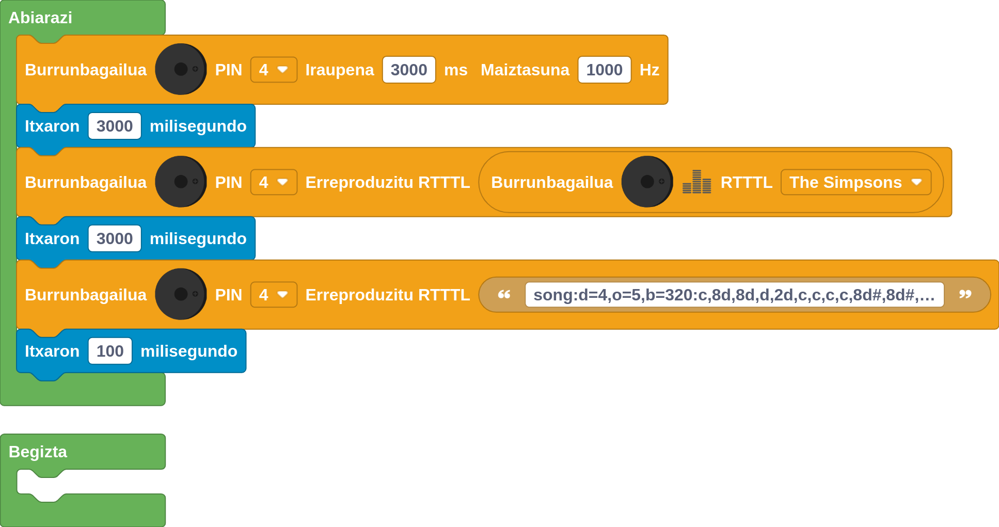 Abiarazi
Burrunbagailua PIN 4 Iraupena 3000 ms Maiztasuna 1000 Hz
Itxaron 3000 milisegundo
Burrunbagailua PIN 4 Erreproduzitu RTTTL Burrunbagailua RTTTL The Simpsons
Itxaron 3000 milisegundo
Burrunbagailua PIN 4 Erreproduzitu RTTTL “ song:d=4,o=5,b=320:c,8d,8d,d,2d,c,c,c,c,8d#,8d#,… ”
Itxaron 100 milisegundo
Begizta